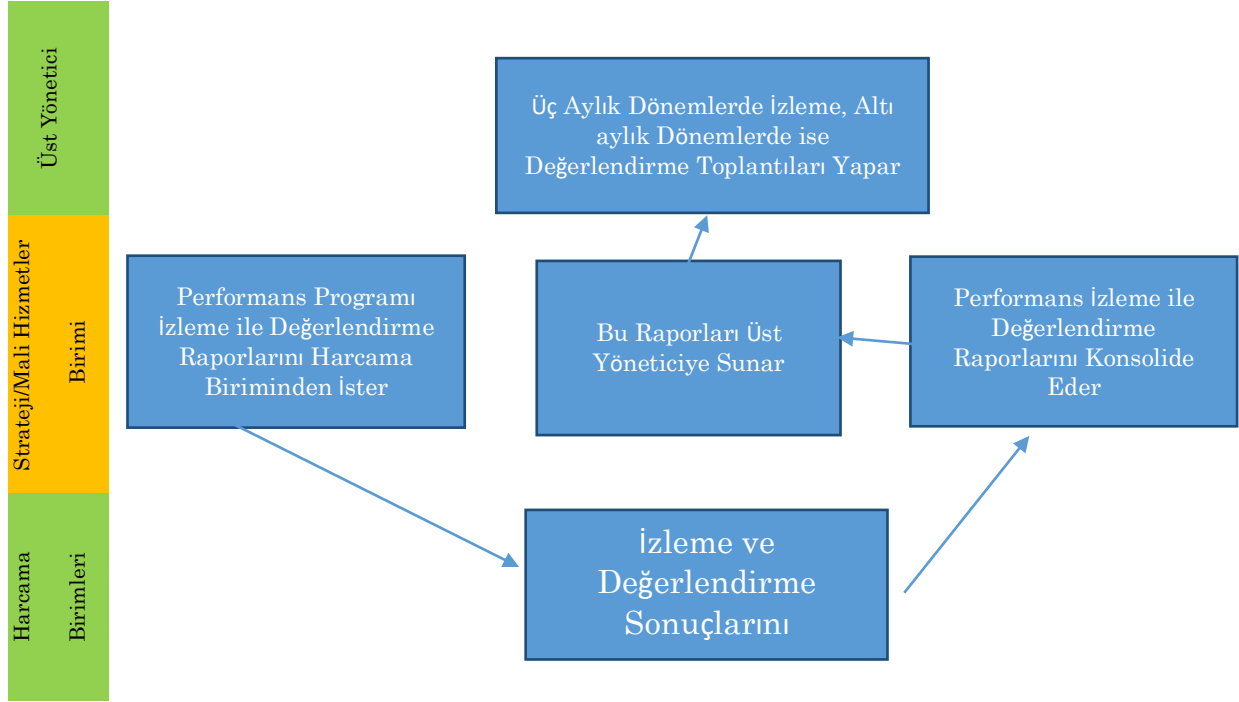 Üst Yönetici
Üç Aylık Dönemlerde İzleme, Altı
aylık Dönemlerde ise
Değerlendirme Toplantıları Yapar
Strateji/Mali Hizmetler
Birimi
Performans Programı
İzleme ile Değerlendirme
Raporlarını Harcama
Biriminden İster
Bu Raporları Üst
Yöneticiye Sunar
Performans İzleme ile
Değerlendirme
Raporlarını Konsolide
Eder
Harcama
Birimleri
İzleme ve
Değerlendirme
Sonuçlarını